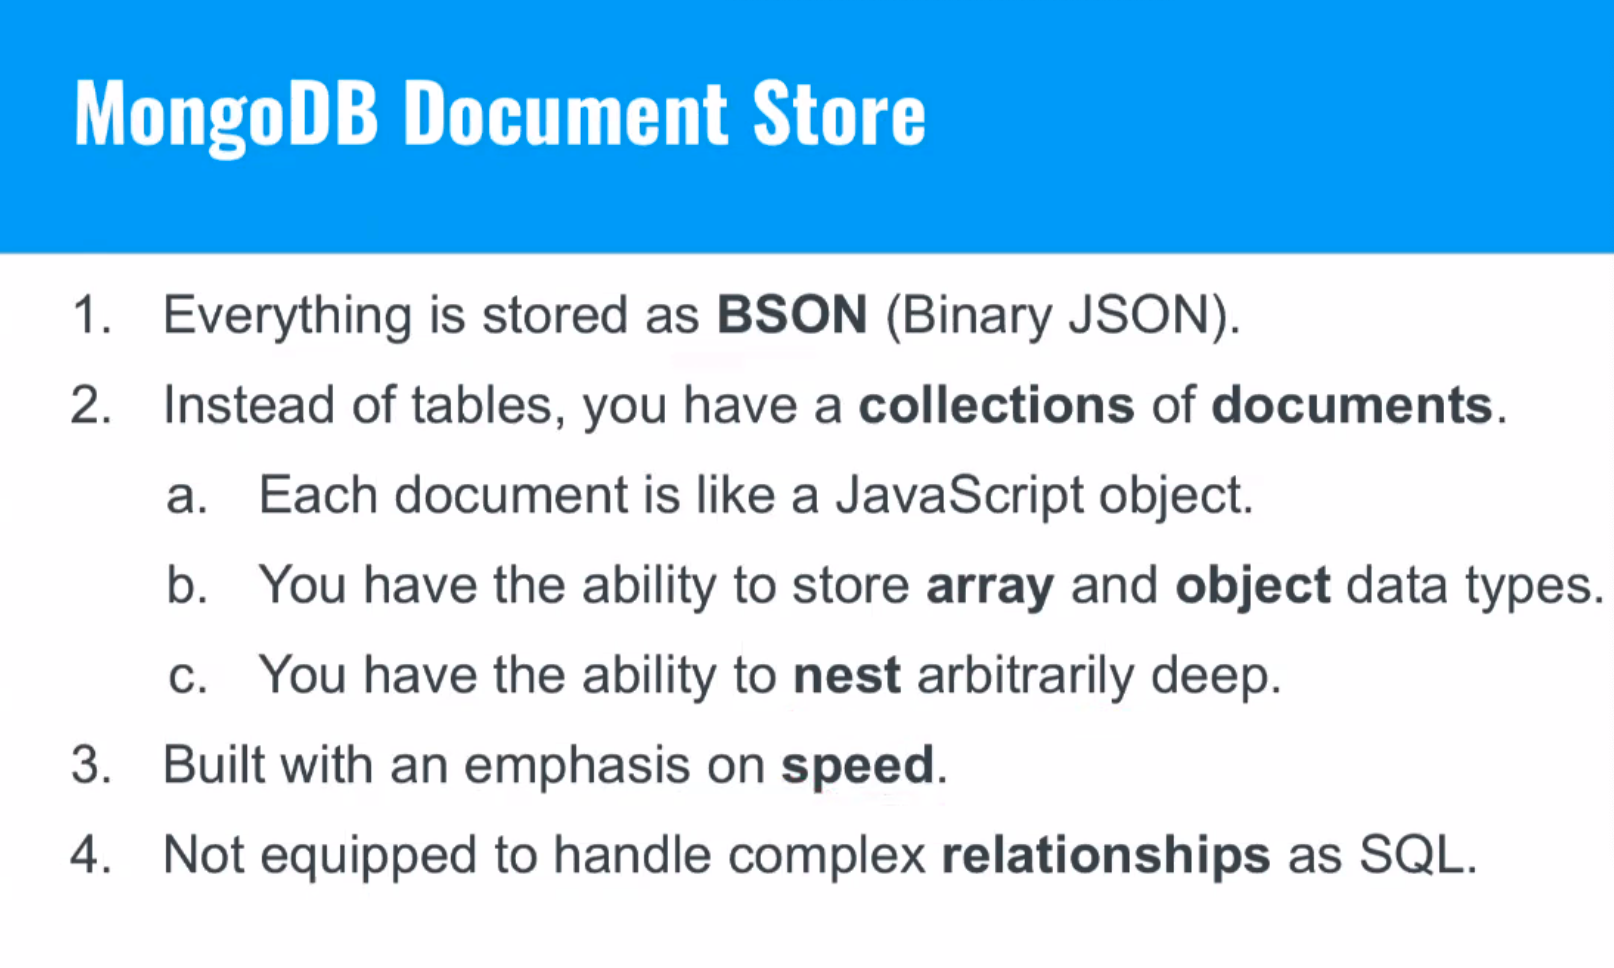 MongoDB Document Store
1. Everything is stored as BSON (Binary JSON).
2. Instead of tables, you have a collections of documents.
a. Each document is like a JavaScript object.
b. You have the ability to store array and object data types.
c. You have the ability to nest arbitrarily deep.
3. Built with an emphasis on speed.
4. Not equipped to handle complex relationships as SQL.